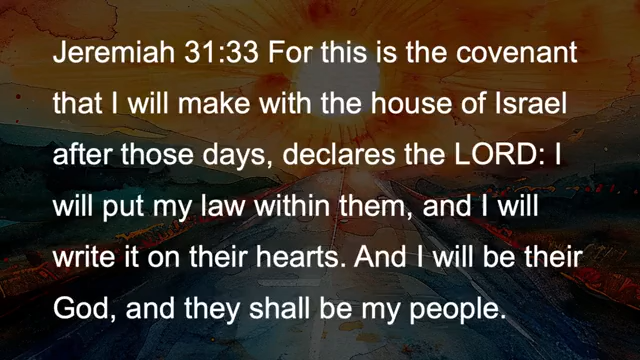 Jeremiah 31:33 For this is the covenant
that I will make with the house of Israel
after those days, declares the LORD: I
will put my law within them, and I will
write it on their hearts. And I will be their
God, and they shall be my people.